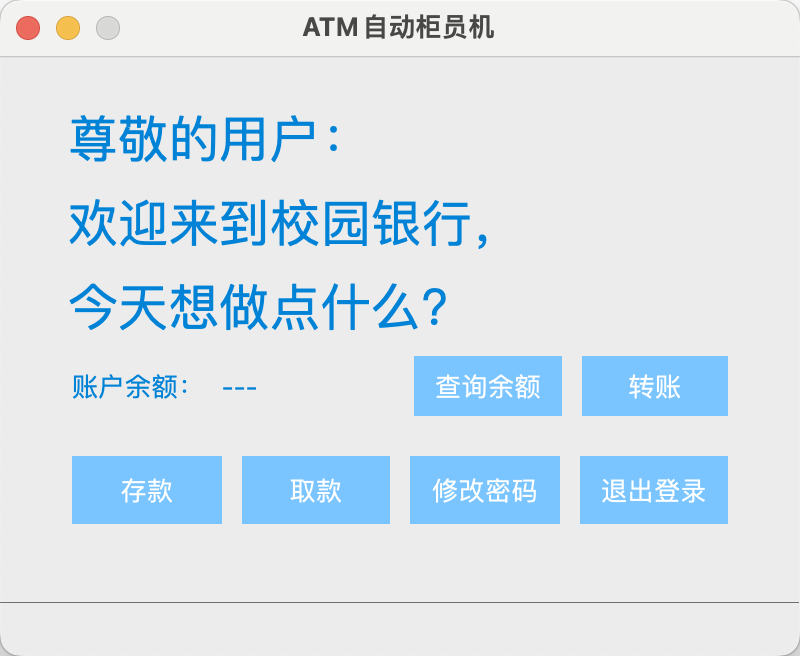 ATM自动柜员机
尊敬的用户：
欢迎来到校园银行，
今天想做点什么？
账户余额： --- 查询余额 转账
存款 取款 修改密码 退出登录